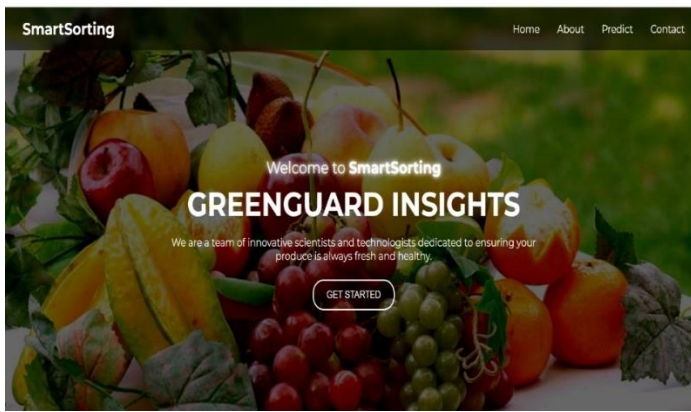 SmartSorting
Home About Predict Contact
Welcome to SmartSorting
GREENGUARD INSIGHTS
We are a team of innovative scientists and technologists dedicated to ensuring your
produce is always fresh and healthy.
GET STARTED